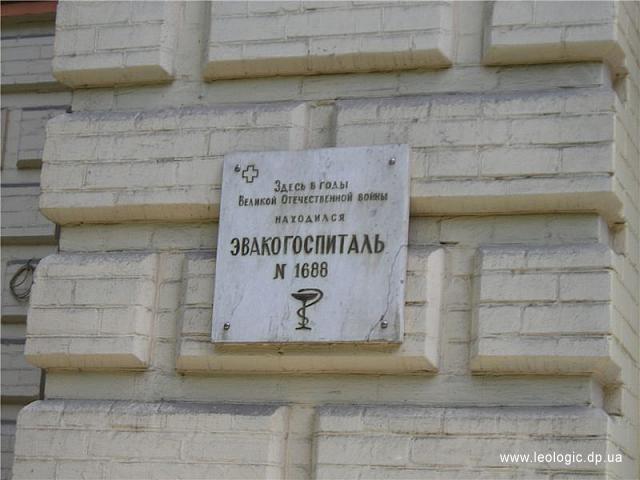 Здесь в годы
Великой Отечественной войны
находился
ЭВАКОГОСПИТАЛЬ
N 1688
www.leologic.dp.ua